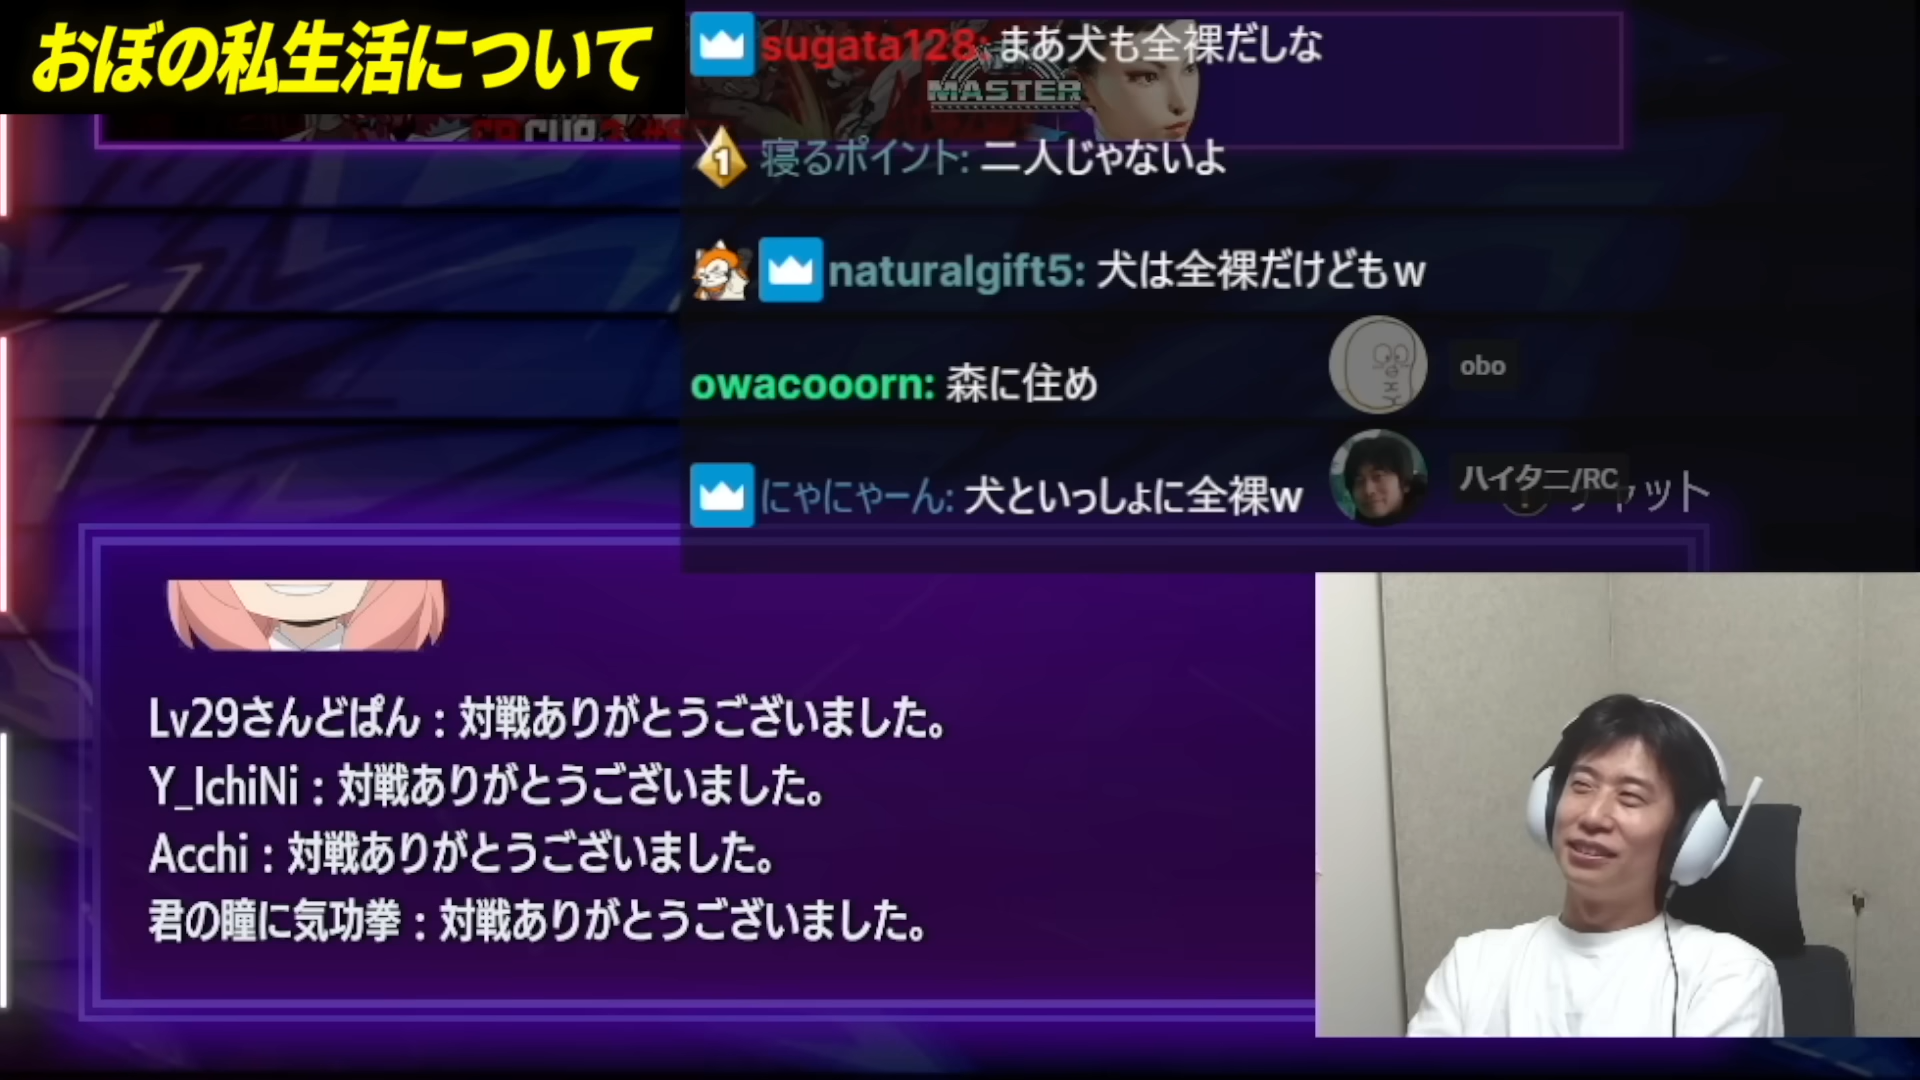 おぼの私生活について
sugata128: まあ犬も全裸だしな
MASTER
CR CUP
1
寝るポイント: 二人じゃないよ
naturalgift5: 犬は全裸だけどもw
obo
owacooorn: 森に住め
ハイタニ/RC
にゃにゃーん: 犬といっしょに全裸w
Lv29さんどぱん：対戦ありがとうございました。
Y_IchiNi：対戦ありがとうございました。
Acchi：対戦ありがとうございました。
君の瞳に気功拳：対戦ありがとうございました。